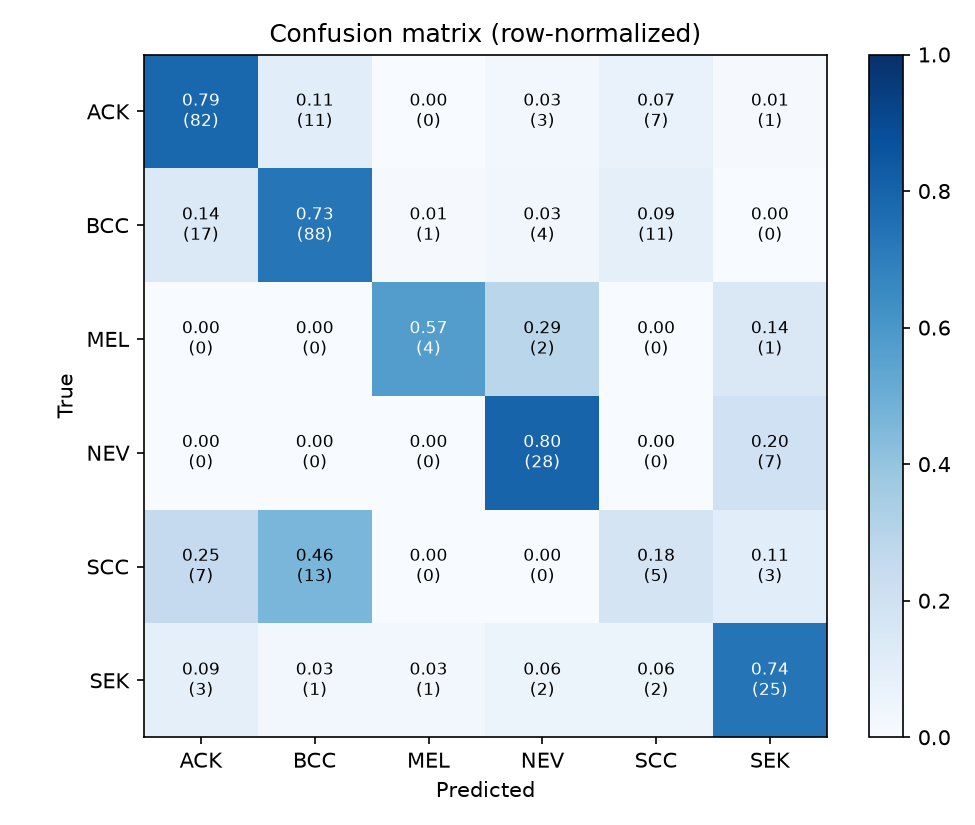 Confusion matrix (row-normalized)
1.0
ACK 0.79 0.11 0.00 0.03 0.07 0.01
(82) (11) (0) (3) (7) (1)
0.8
BCC 0.14 0.73 0.01 0.03 0.09 0.00
(17) (88) (1) (4) (11) (0)
0.6
MEL 0.00 0.00 0.57 0.29 0.00 0.14
(0) (0) (4) (2) (0) (1)
True
NEV 0.00 0.00 0.00 0.80 0.00 0.20
(0) (0) (0) (28) (0) (7)
0.4
SCC 0.25 0.46 0.00 0.00 0.18 0.11
(7) (13) (0) (0) (5) (3)
0.2
SEK 0.09 0.03 0.03 0.06 0.06 0.74
(3) (1) (1) (2) (2) (25)
0.0
ACK BCC MEL NEV SCC SEK
Predicted